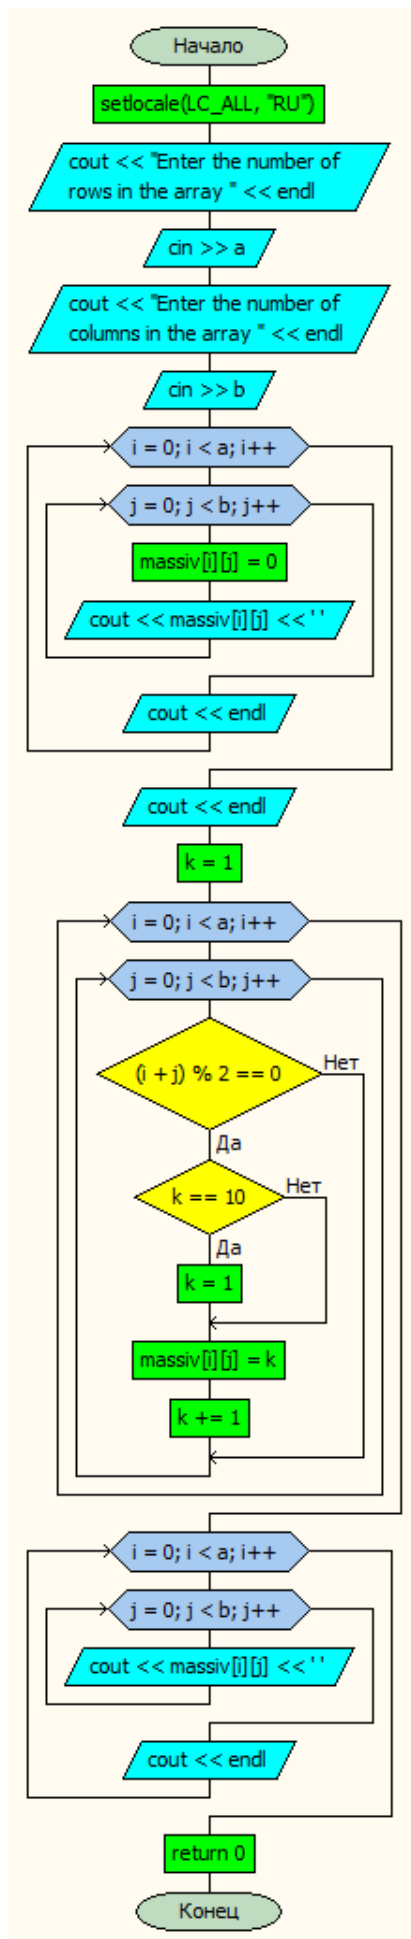 Начало
setlocale(LC_ALL, "RU")
cout << "Enter the number of
rows in the array " << endl
cin >> a
cout << "Enter the number of
columns in the array " << endl
cin >> b
i = 0; i < a; i++
j = 0; j < b; j++
massiv[i][j] = 0
cout << massiv[i][j] << ' '
cout << endl
cout << endl
k = 1
i = 0; i < a; i++
j = 0; j < b; j++
(i + j) % 2 == 0
Нет
Да
k == 10
Нет
Да
k = 1
massiv[i][j] = k
k += 1
i = 0; i < a; i++
j = 0; j < b; j++
cout << massiv[i][j] << ' '
cout << endl
return 0
Конец